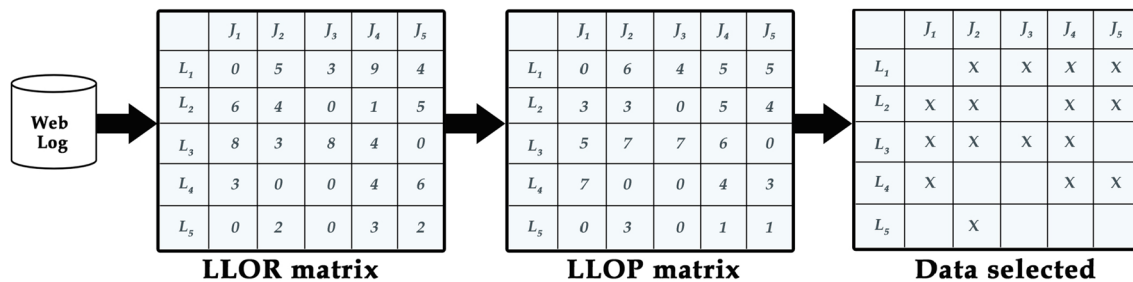 J1 J2 J3 J4 J5
L1 0 5 3 9 4
L2 6 4 0 1 5
L3 8 3 8 4 0
L4 3 0 0 4 6
L5 0 2 0 3 2
LLOR matrix
J1 J2 J3 J4 J5
L1 0 6 4 5 5
L2 3 3 0 5 4
L3 5 7 7 6 0
L4 7 0 0 4 3
L5 0 3 0 1 1
LLOP matrix
J1 J2 J3 J4 J5
L1 X X X X
L2 X X X X
L3 X X X X
L4 X X X
L5 X
Data selected
Web
Log